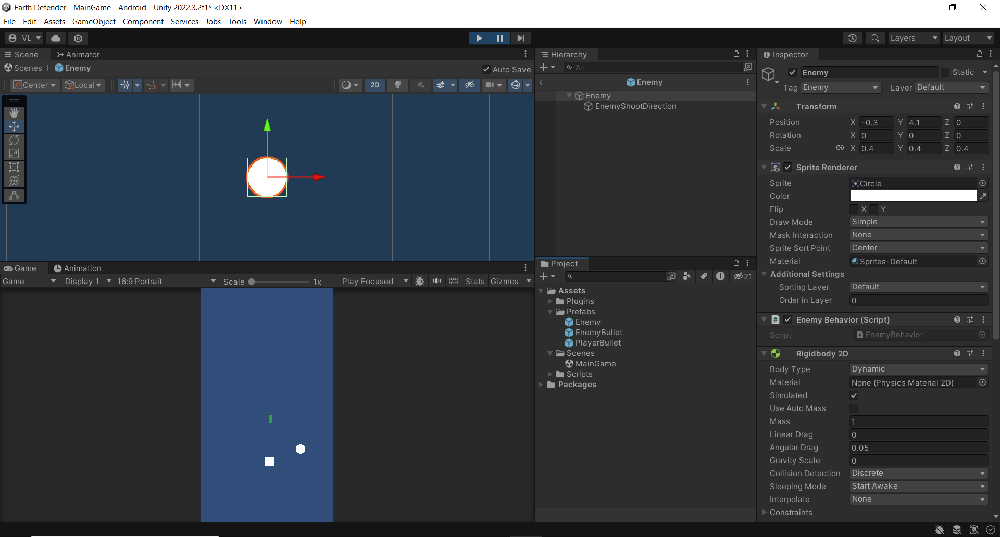 Earth Defender - MainGame - Android - Unity 2022.3.2f1* <DX11>
File Edit Assets GameObject Component Services Jobs Tools Window Help
VL
Layers
Layout
Scene
Animator
Scenes
Enemy
Auto Save
Center
Local
2D
Hierarchy
All
Enemy
Enemy
EnemyShootDirection
Game
Animation
Game
Display 1
16:9 Portrait
Scale
1x
Play Focused
Stats
Gizmos
Project
21
Assets
Plugins
Prefabs
Enemy
EnemyBullet
PlayerBullet
Scenes
MainGame
Scripts
Packages
Inspector
Enemy
Static
Tag Enemy Layer Default
Transform
Position X -0.3 Y 4.1 Z 0
Rotation X 0 Y 0 Z 0
Scale X 0.4 Y 0.4 Z 0.4
Sprite Renderer
Sprite Circle
Color
Flip X Y
Draw Mode Simple
Mask Interaction None
Sprite Sort Point Center
Material Sprites-Default
Additional Settings
Sorting Layer Default
Order in Layer 0
# Enemy Behavior (Script)
Script # EnemyBehavior
Rigidbody 2D
Body Type Dynamic
Material None (Physics Material 2D)
Simulated
Use Auto Mass
Mass 1
Linear Drag 0
Angular Drag 0.05
Gravity Scale 0
Collision Detection Discrete
Sleeping Mode Start Awake
Interpolate None
Constraints